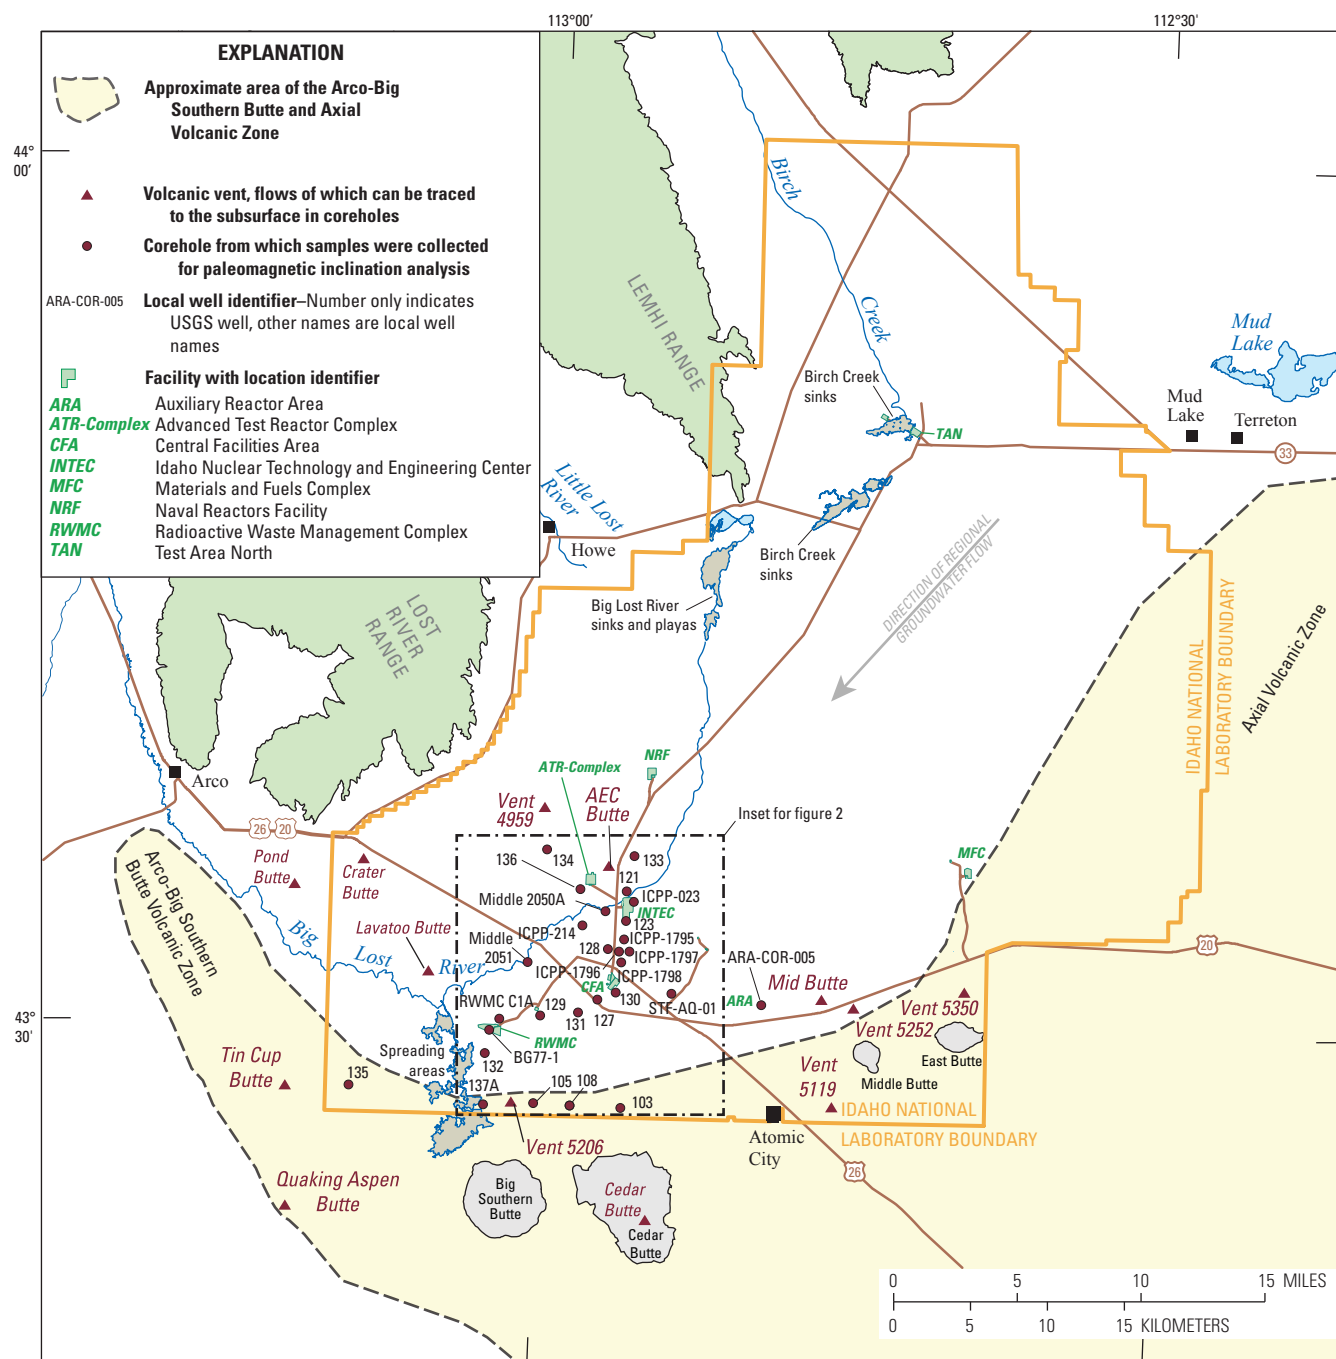 113°00′
112°30′
EXPLANATION
Approximate area of the Arco-Big
Southern Butte and Axial
Volcanic Zone
Volcanic vent, flows of which can be traced
to the subsurface in coreholes
Corehole from which samples were collected
for paleomagnetic inclination analysis
ARA-COR-005
Local well identifier–Number only indicates
USGS well, other names are local well
names
Facility with location identifier
ARA Auxiliary Reactor Area
ATR-Complex Advanced Test Reactor Complex
CFA Central Facilities Area
INTEC Idaho Nuclear Technology and Engineering Center
MFC Materials and Fuels Complex
NRF Naval Reactors Facility
RWMC Radioactive Waste Management Complex
TAN Test Area North
44°
00′
Birch
Creek
LEMHI RANGE
Mud
Lake
Birch Creek
sinks
Mud
Lake
Terreton
TAN
33
Little Lost
River
Howe
Birch Creek
sinks
DIRECTION OF REGIONAL
GROUNDWATER FLOW
Big Lost River
sinks and playas
LOST
RIVER
RANGE
IDAHO NATIONAL
LABORATORY BOUNDARY
Axial Volcanic Zone
Arco
ATR-Complex
NRF
Vent
4959
AEC
Butte
Inset for figure 2
26
20
Pond
Butte
Crater
Butte
136
134
133
121
MFC
Arco-Big Southern
Butte Volcanic Zone
Middle 2050A
ICPP-023
INTEC
123
Lavatoo Butte
ICPP-214
Big
Lost
River
Middle
2051
128
ICPP-1795
ICPP-1797
ICPP-1796
ICPP-1798
ARA-COR-005
20
CFA
Mid Butte
RWMC C1A
129
130
STF-AQ-01
ARA
Vent 5350
43°
30′
131
127
Vent 5252
RWMC
BG77-1
East Butte
Tin Cup
Butte
Spreading
areas
132
Middle Butte
135
Vent
5119
137A
105
108
103
IDAHO NATIONAL
LABORATORY BOUNDARY
Atomic
City
Vent 5206
26
Quaking Aspen
Butte
Big
Southern
Butte
Cedar
Butte
Cedar
Butte
0 5 10 15 MILES
0 5 10 15 KILOMETERS